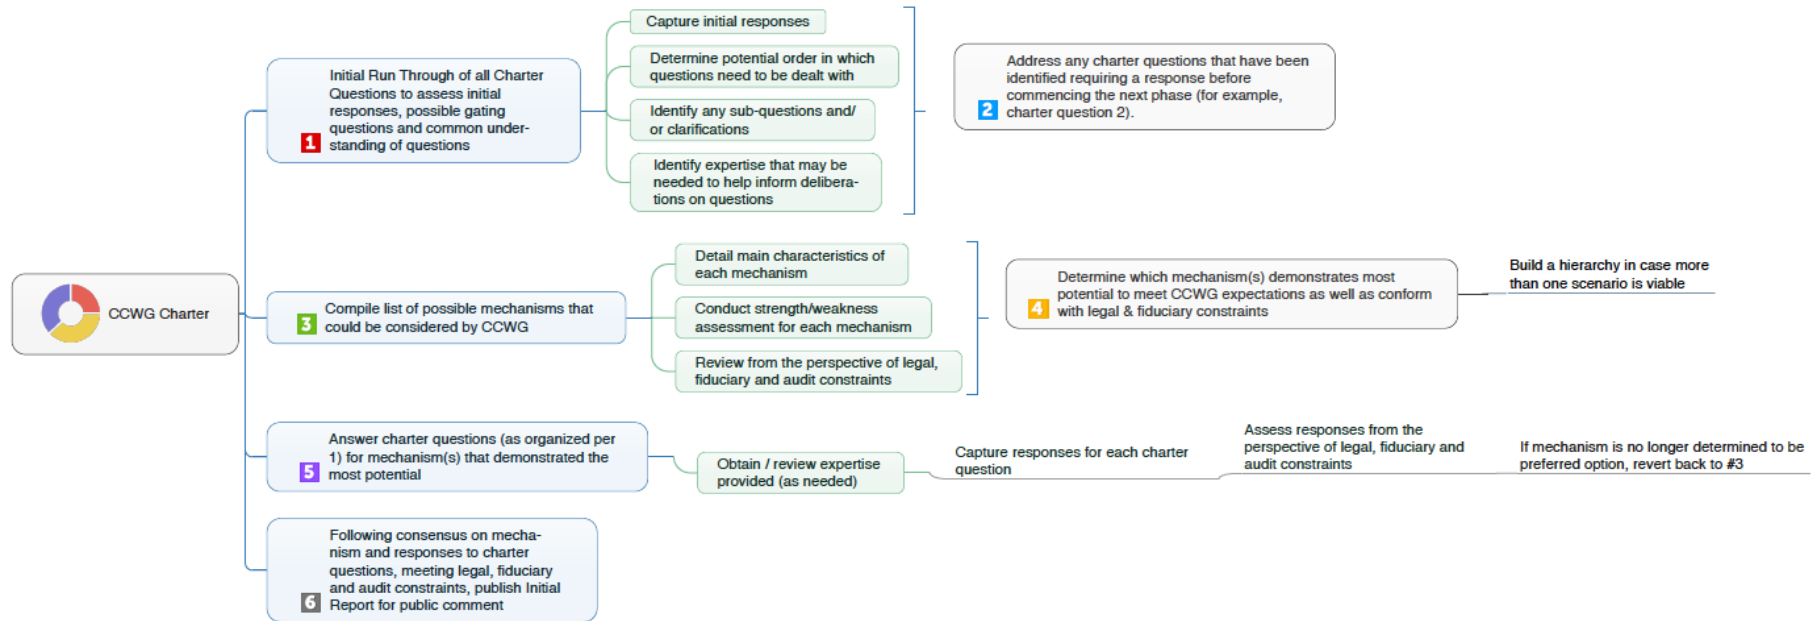 CCWG Charter
Initial Run Through of all Charter
Questions to assess initial
responses, possible gating
questions and common under-
standing of questions
1
Capture initial responses
Determine potential order in which
questions need to be dealt with
Identify any sub-questions and/
or clarifications
Identify expertise that may be
needed to help inform delibera-
tions on questions
Address any charter questions that have been
identified requiring a response before
commencing the next phase (for example,
charter question 2).
2
Compile list of possible mechanisms that
could be considered by CCWG
3
Detail main characteristics of
each mechanism
Conduct strength/weakness
assessment for each mechanism
Review from the perspective of legal,
fiduciary and audit constraints
Determine which mechanism(s) demonstrates most
potential to meet CCWG expectations as well as conform
with legal & fiduciary constraints
4
Build a hierarchy in case more
than one scenario is viable
Answer charter questions (as organized per
1) for mechanism(s) that demonstrated the
most potential
5
Obtain / review expertise
provided (as needed)
Capture responses for each charter
question
Assess responses from the
perspective of legal, fiduciary and
audit constraints
If mechanism is no longer determined to be
preferred option, revert back to #3
Following consensus on mecha-
nism and responses to charter
questions, meeting legal, fiduciary
and audit constraints, publish Initial
Report for public comment
6